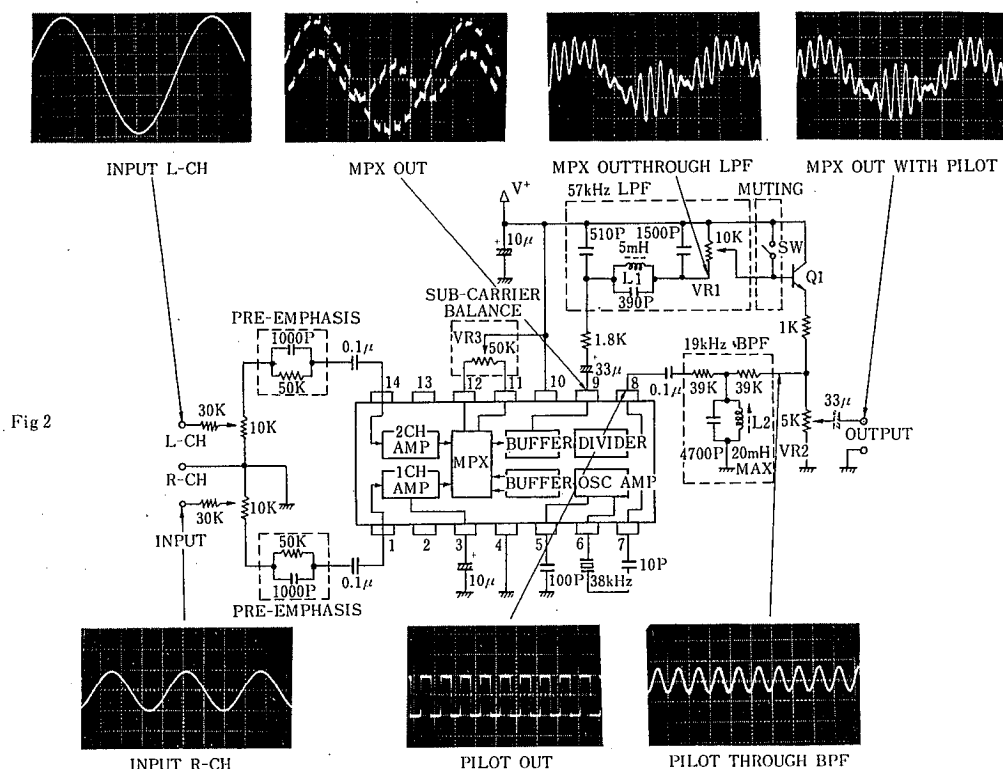 INPUT L-CH
MPX OUT
MPX OUTTHROUGH LPF
MPX OUT WITH PILOT
57kHz LPF
MUTING
V+
10μ
510P
1500P
10K
SW
5mH
L1
390P
VR1
Q1
SUB-CARRIER
BALANCE
PRE-EMPHASIS
1000P
50K
0.1μ
VR3
50K
1.8K
33μ
1K
19kHz BPF
39K
39K
0.1μ
L2
4700P
20mH
MAX
5K
VR2
33μ
OUTPUT
14
13
12
11
10
9
8
Fig 2
30K
L-CH
10K
R-CH
10K
30K
INPUT
2CH
AMP
MPX
BUFFER
DIVIDER
1CH
AMP
BUFFER
OSC AMP
1
2
3
4
5
6
7
50K
1000P
0.1μ
PRE-EMPHASIS
10μ
100P
38kHz
10P
INPUT R-CH
PILOT OUT
PILOT THROUGH BPF